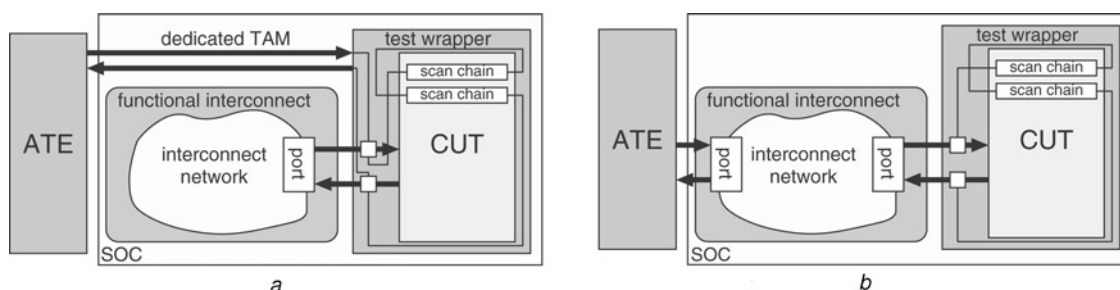 dedicated TAM
test wrapper
scan chain
scan chain
functional interconnect
ATE
interconnect
network
port
CUT
SOC
a
test wrapper
scan chain
scan chain
functional interconnect
ATE
port
interconnect
network
port
CUT
SOC
b